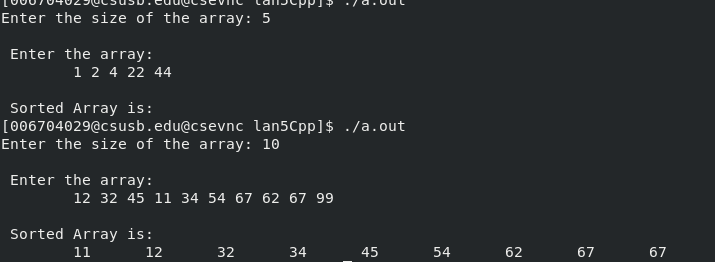 [006704029@csusb.edu@csevnc lan5Cpp]$ ./a.out
Enter the size of the array: 5
Enter the array:
1 2 4 22 44
Sorted Array is:
[006704029@csusb.edu@csevnc lan5Cpp]$ ./a.out
Enter the size of the array: 10
Enter the array:
12 32 45 11 34 54 67 62 67 99
Sorted Array is:
11 12 32 34 45 54 62 67 67